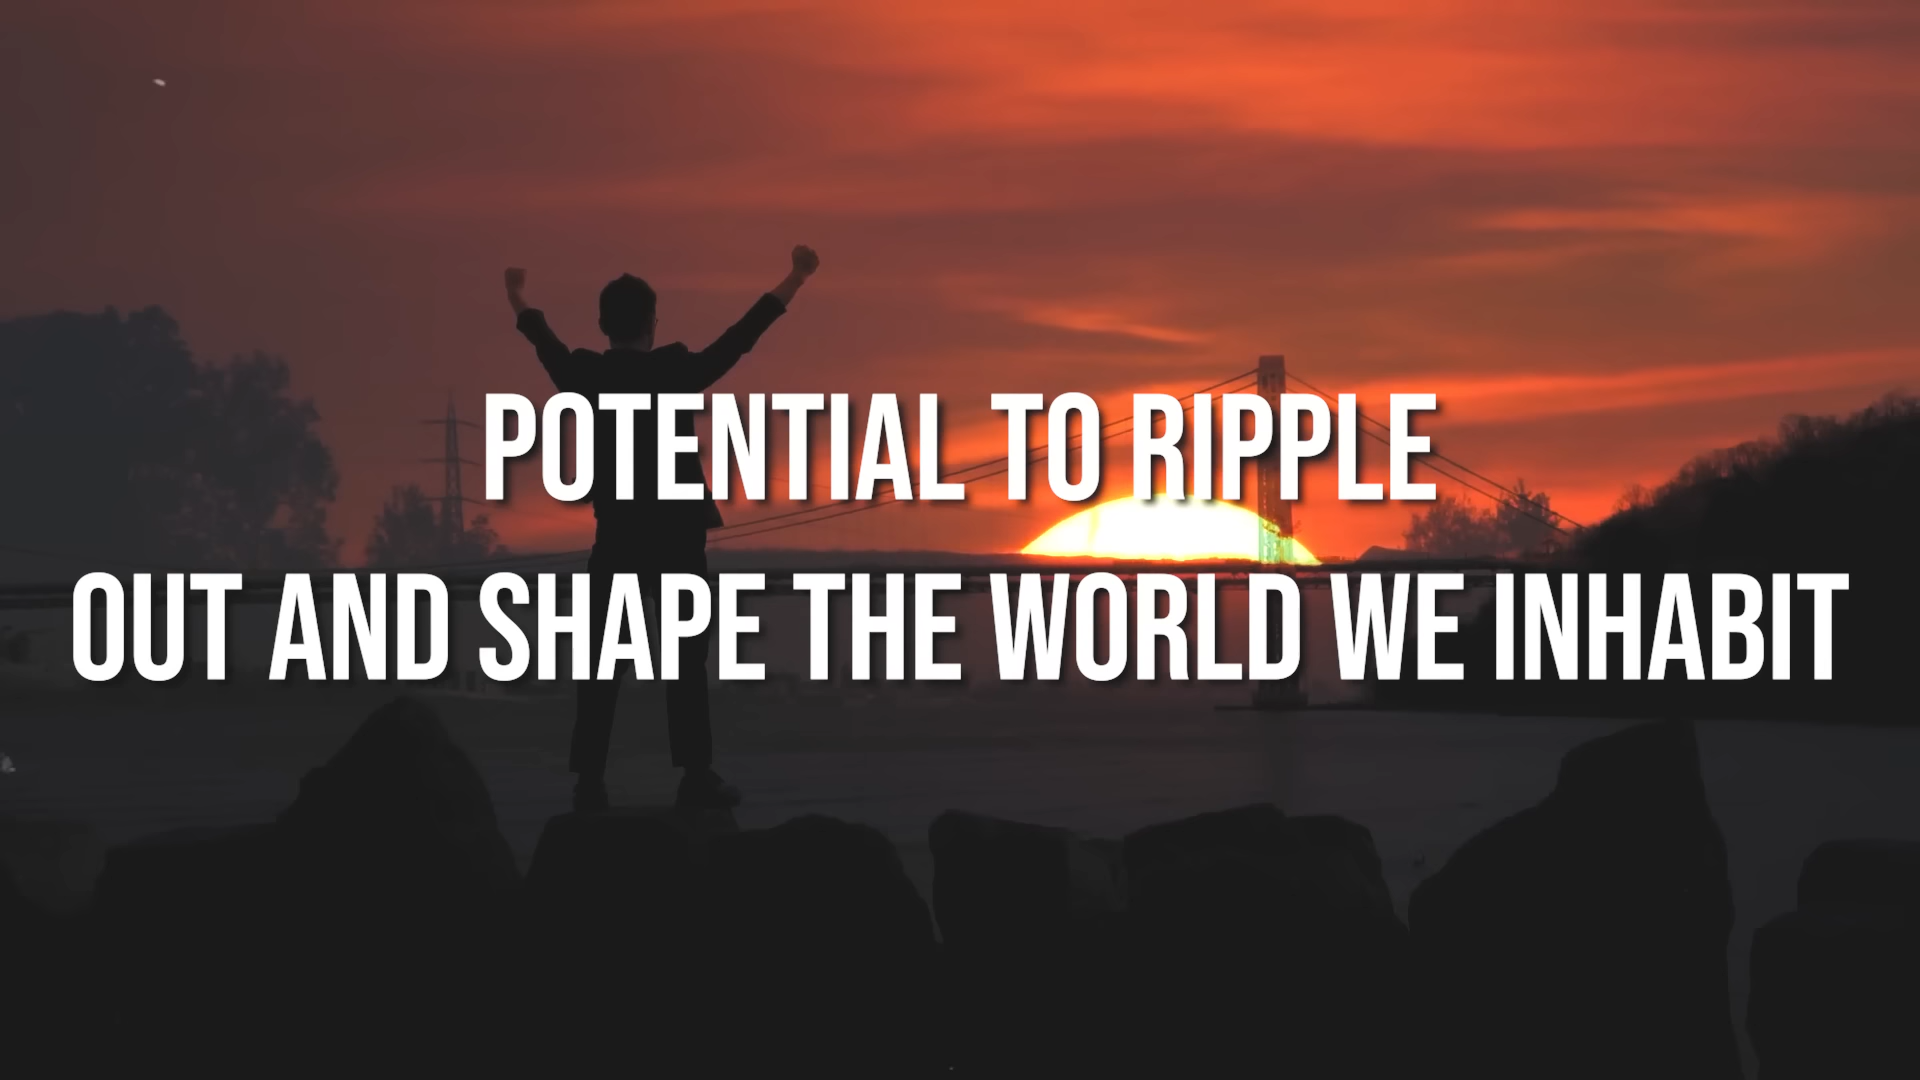 POTENTIAL TO RIPPLE
OUT AND SHAPE THE WORLD WE INHABIT